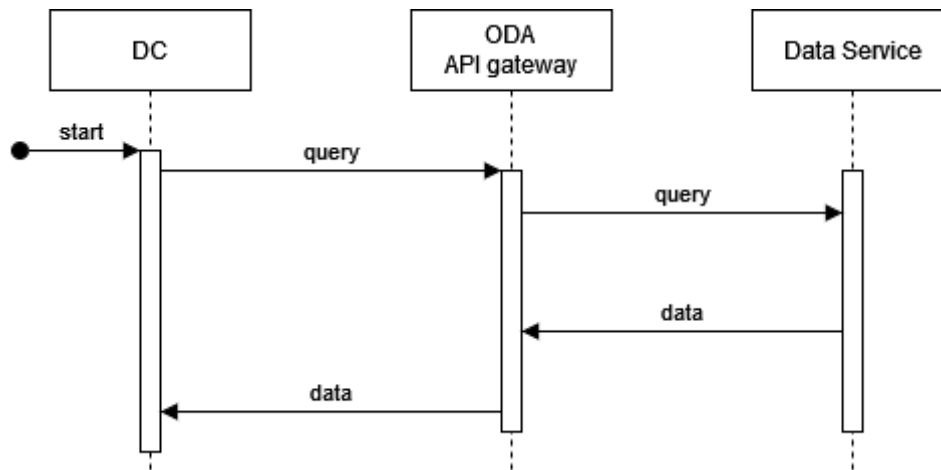 DC
ODA
API gateway
Data Service
start
query
query
data
data